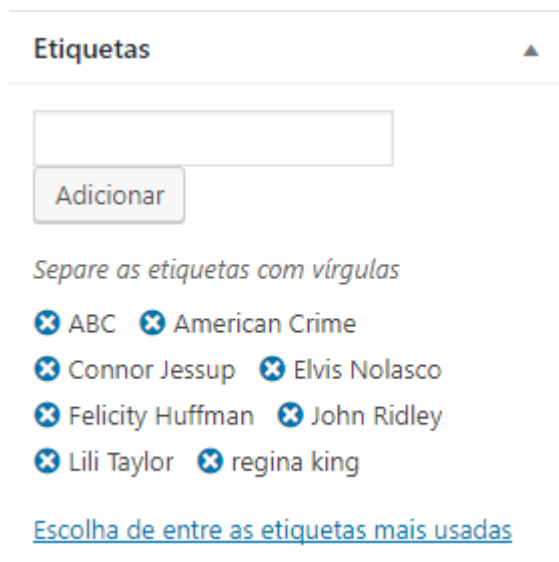 Etiquetas
Adicionar
Separe as etiquetas com vírgulas
ABC American Crime
Connor Jessup Elvis Nolasco
Felicity Huffman John Ridley
Lili Taylor regina king
Escolha de entre as etiquetas mais usadas